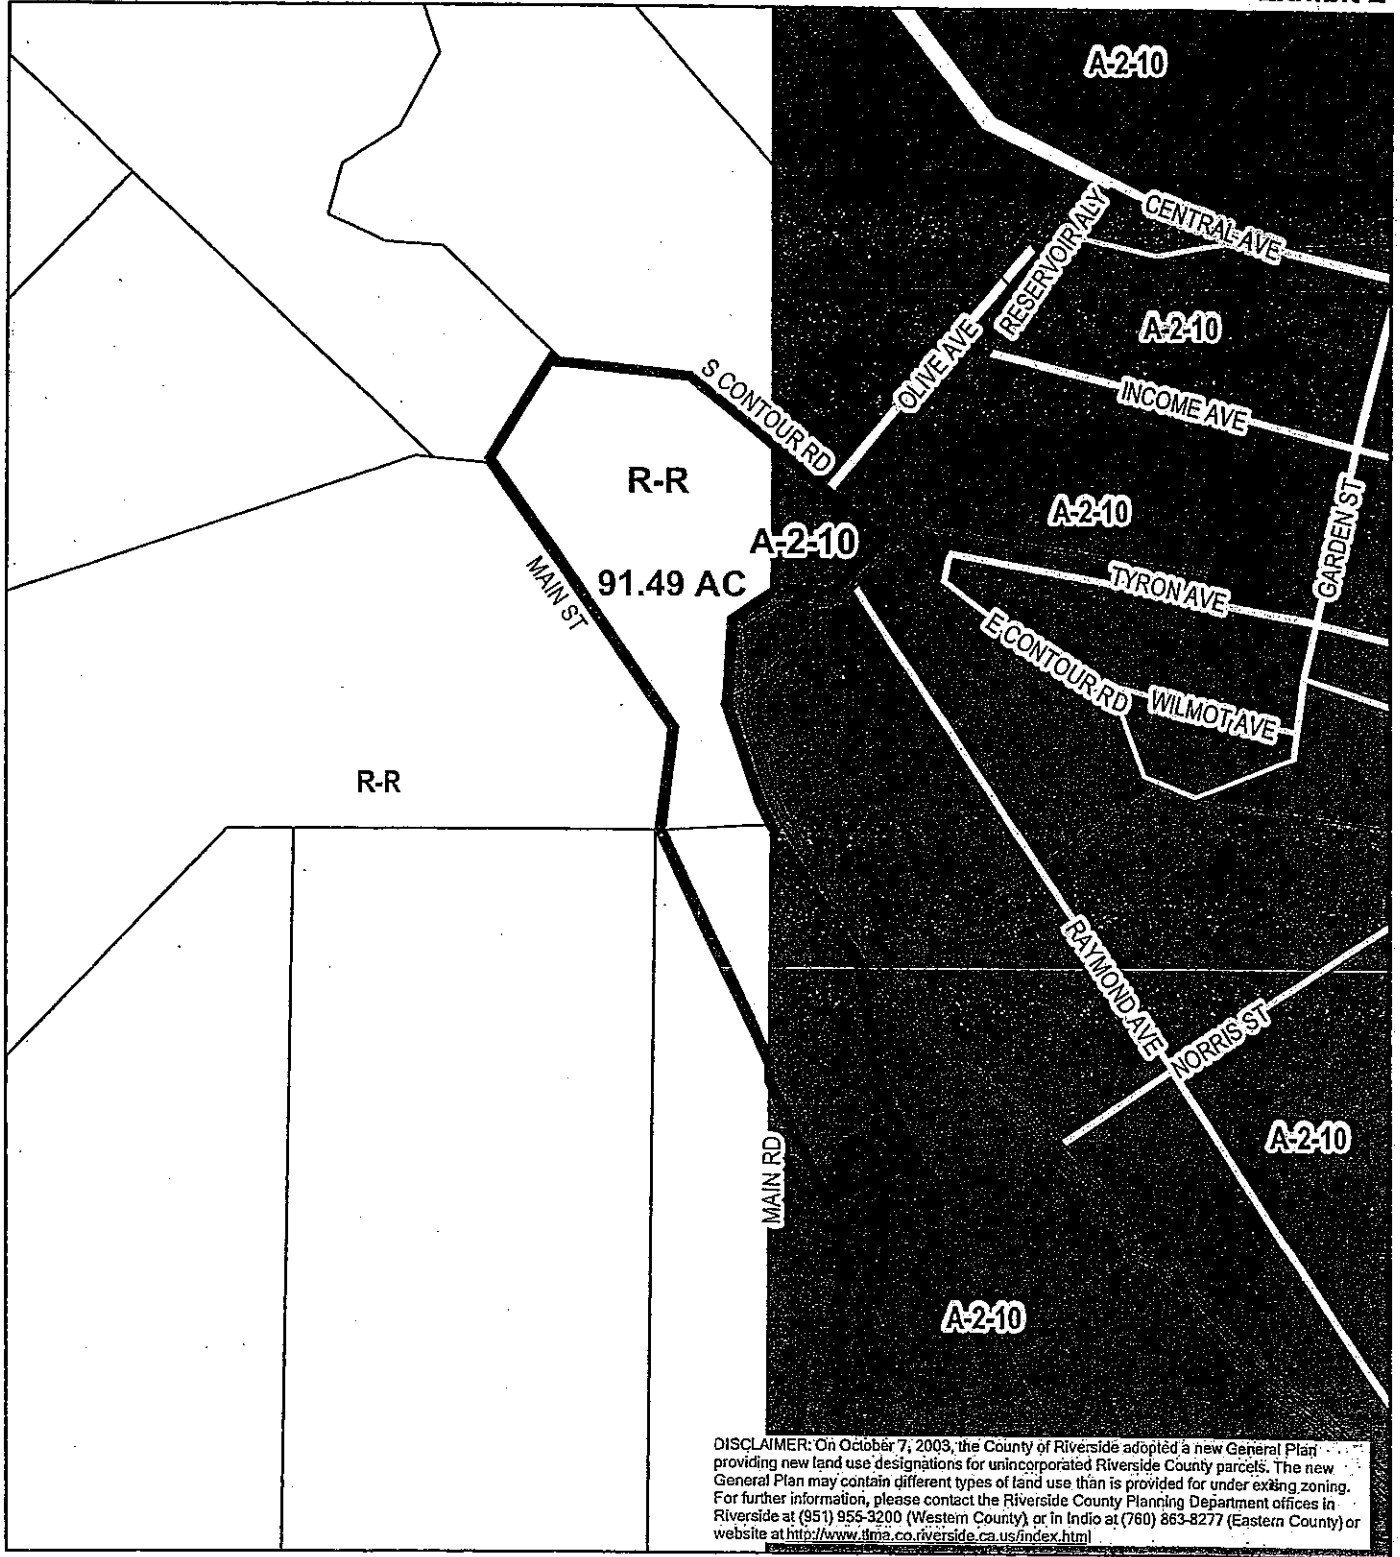 A-2-10
CENTRAL AVE
RESERVOIR ALY
A-2-10
OLIVE AVE
S CONTOUR RD
INCOME AVE
R-R
A-2-10
GARDEN ST
A-2-10
MAIN ST
91.49 AC
TYRON AVE
E CONTOUR RD
WILMOT AVE
R-R
RAYMOND AVE
NORRIS ST
A-2-10
MAIN RD
A-2-10
DISCLAIMER: On October 7, 2003, the County of Riverside adopted a new General Plan
providing new land use designations for unincorporated Riverside County parcels. The new
General Plan may contain different types of land use than is provided for under existing zoning.
For further information, please contact the Riverside County Planning Department offices in
Riverside at (951) 955-3200 (Western County), or in Indio at (760) 863-8277 (Eastern County) or
website at http://www.tlma.co.riverside.ca.us/index.html